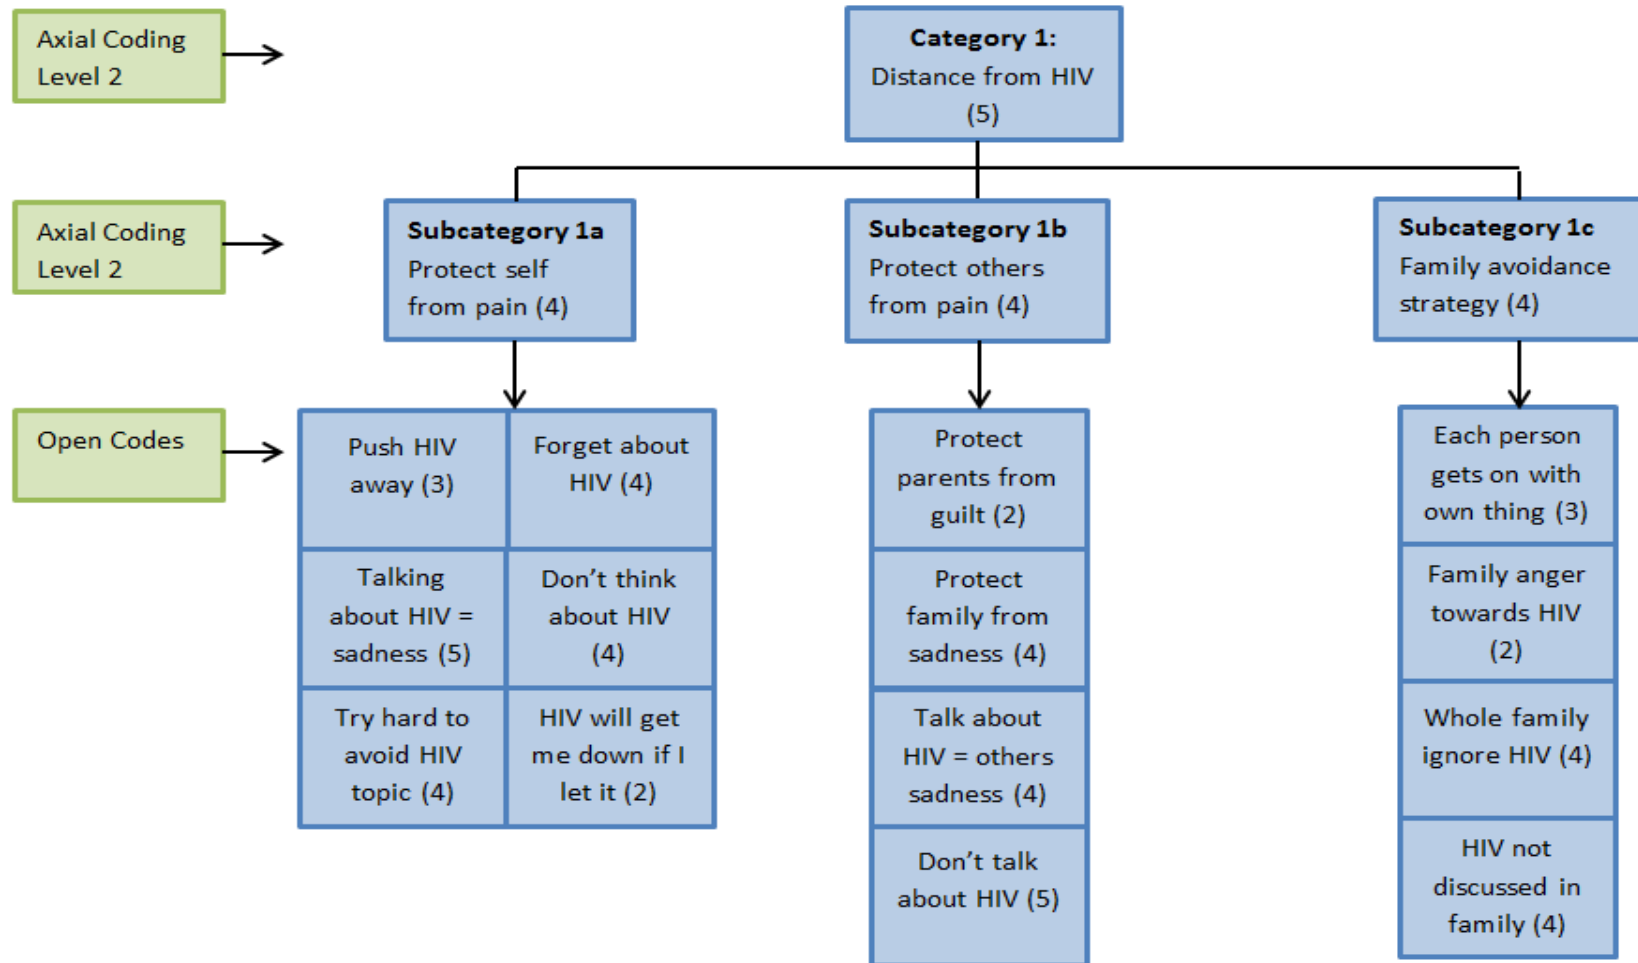 Axial Coding
Level 2
Category 1:
Distance from HIV
(5)
Axial Coding
Level 2
Subcategory 1a
Protect self
from pain (4)
Subcategory 1b
Protect others
from pain (4)
Subcategory 1c
Family avoidance
strategy (4)
Open Codes
Push HIV
away (3)
Forget about
HIV (4)
Talking
about HIV =
sadness (5)
Don’t think
about HIV
(4)
Try hard to
avoid HIV
topic (4)
HIV will get
me down if I
let it (2)
Protect
parents from
guilt (2)
Protect
family from
sadness (4)
Talk about
HIV = others
sadness (4)
Don’t talk
about HIV (5)
Each person
gets on with
own thing (3)
Family anger
towards HIV
(2)
Whole family
ignore HIV (4)
HIV not
discussed in
family (4)